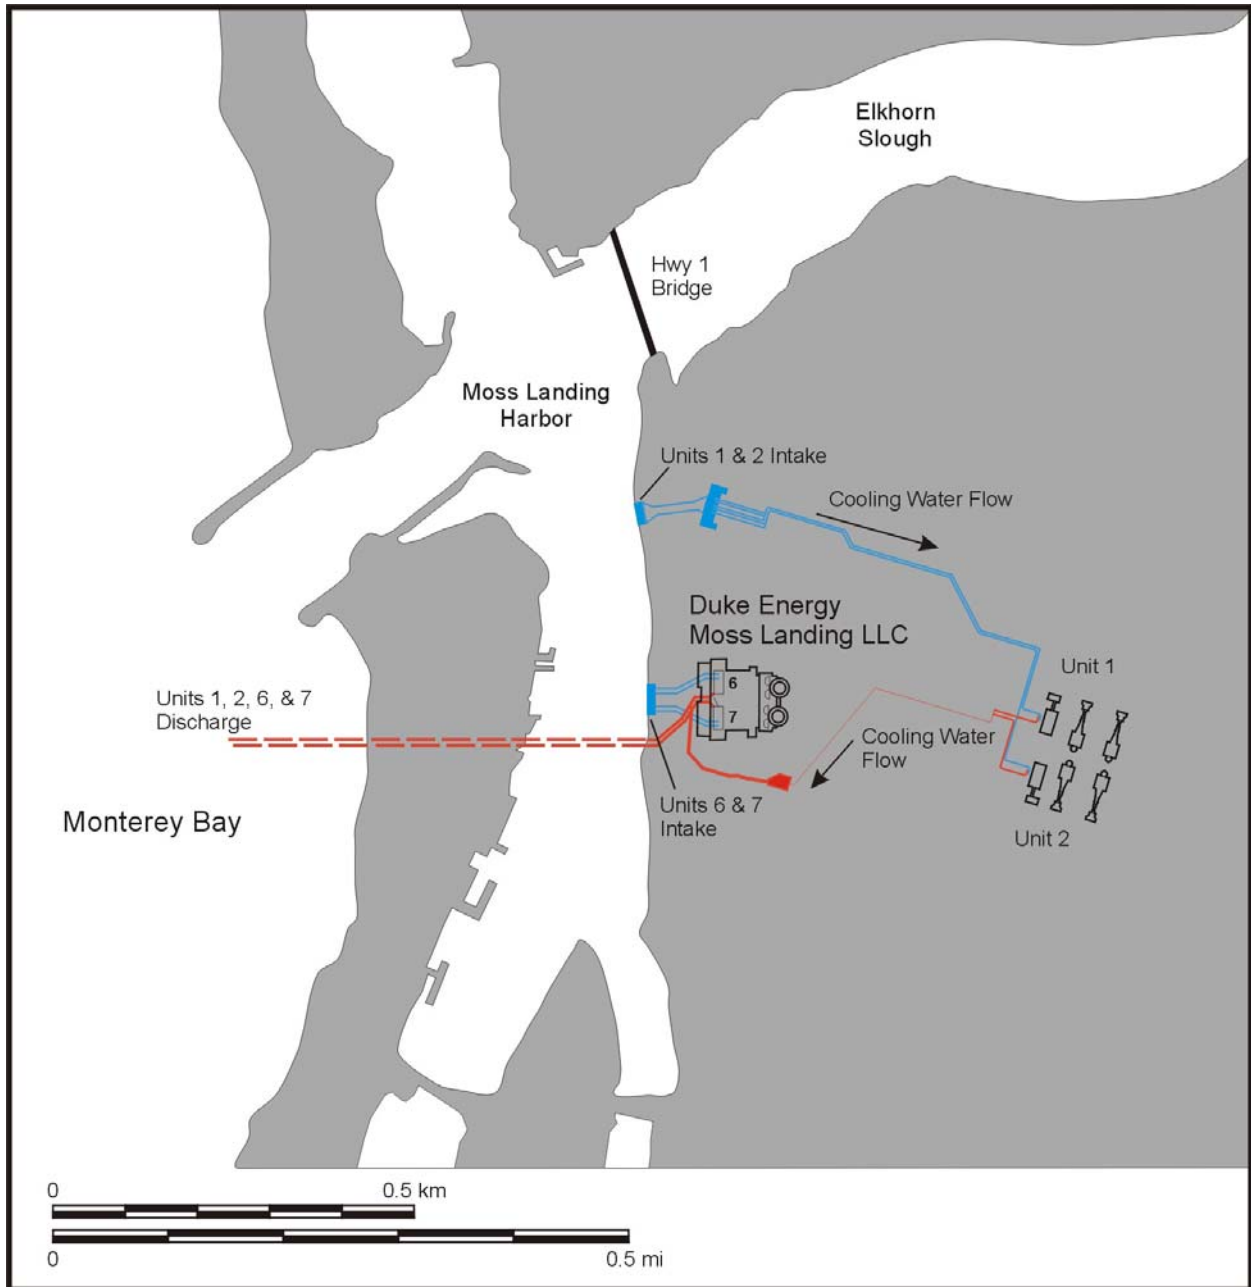 Elkhorn
Slough
Hwy 1
Bridge
Moss Landing
Harbor
Units 1 & 2 Intake
Cooling Water Flow
Duke Energy
Moss Landing LLC
6
7
Unit 1
Units 1, 2, 6, & 7
Discharge
Cooling Water
Flow
Units 6 & 7
Intake
Monterey Bay
Unit 2
0
0.5 km
0
0.5 mi